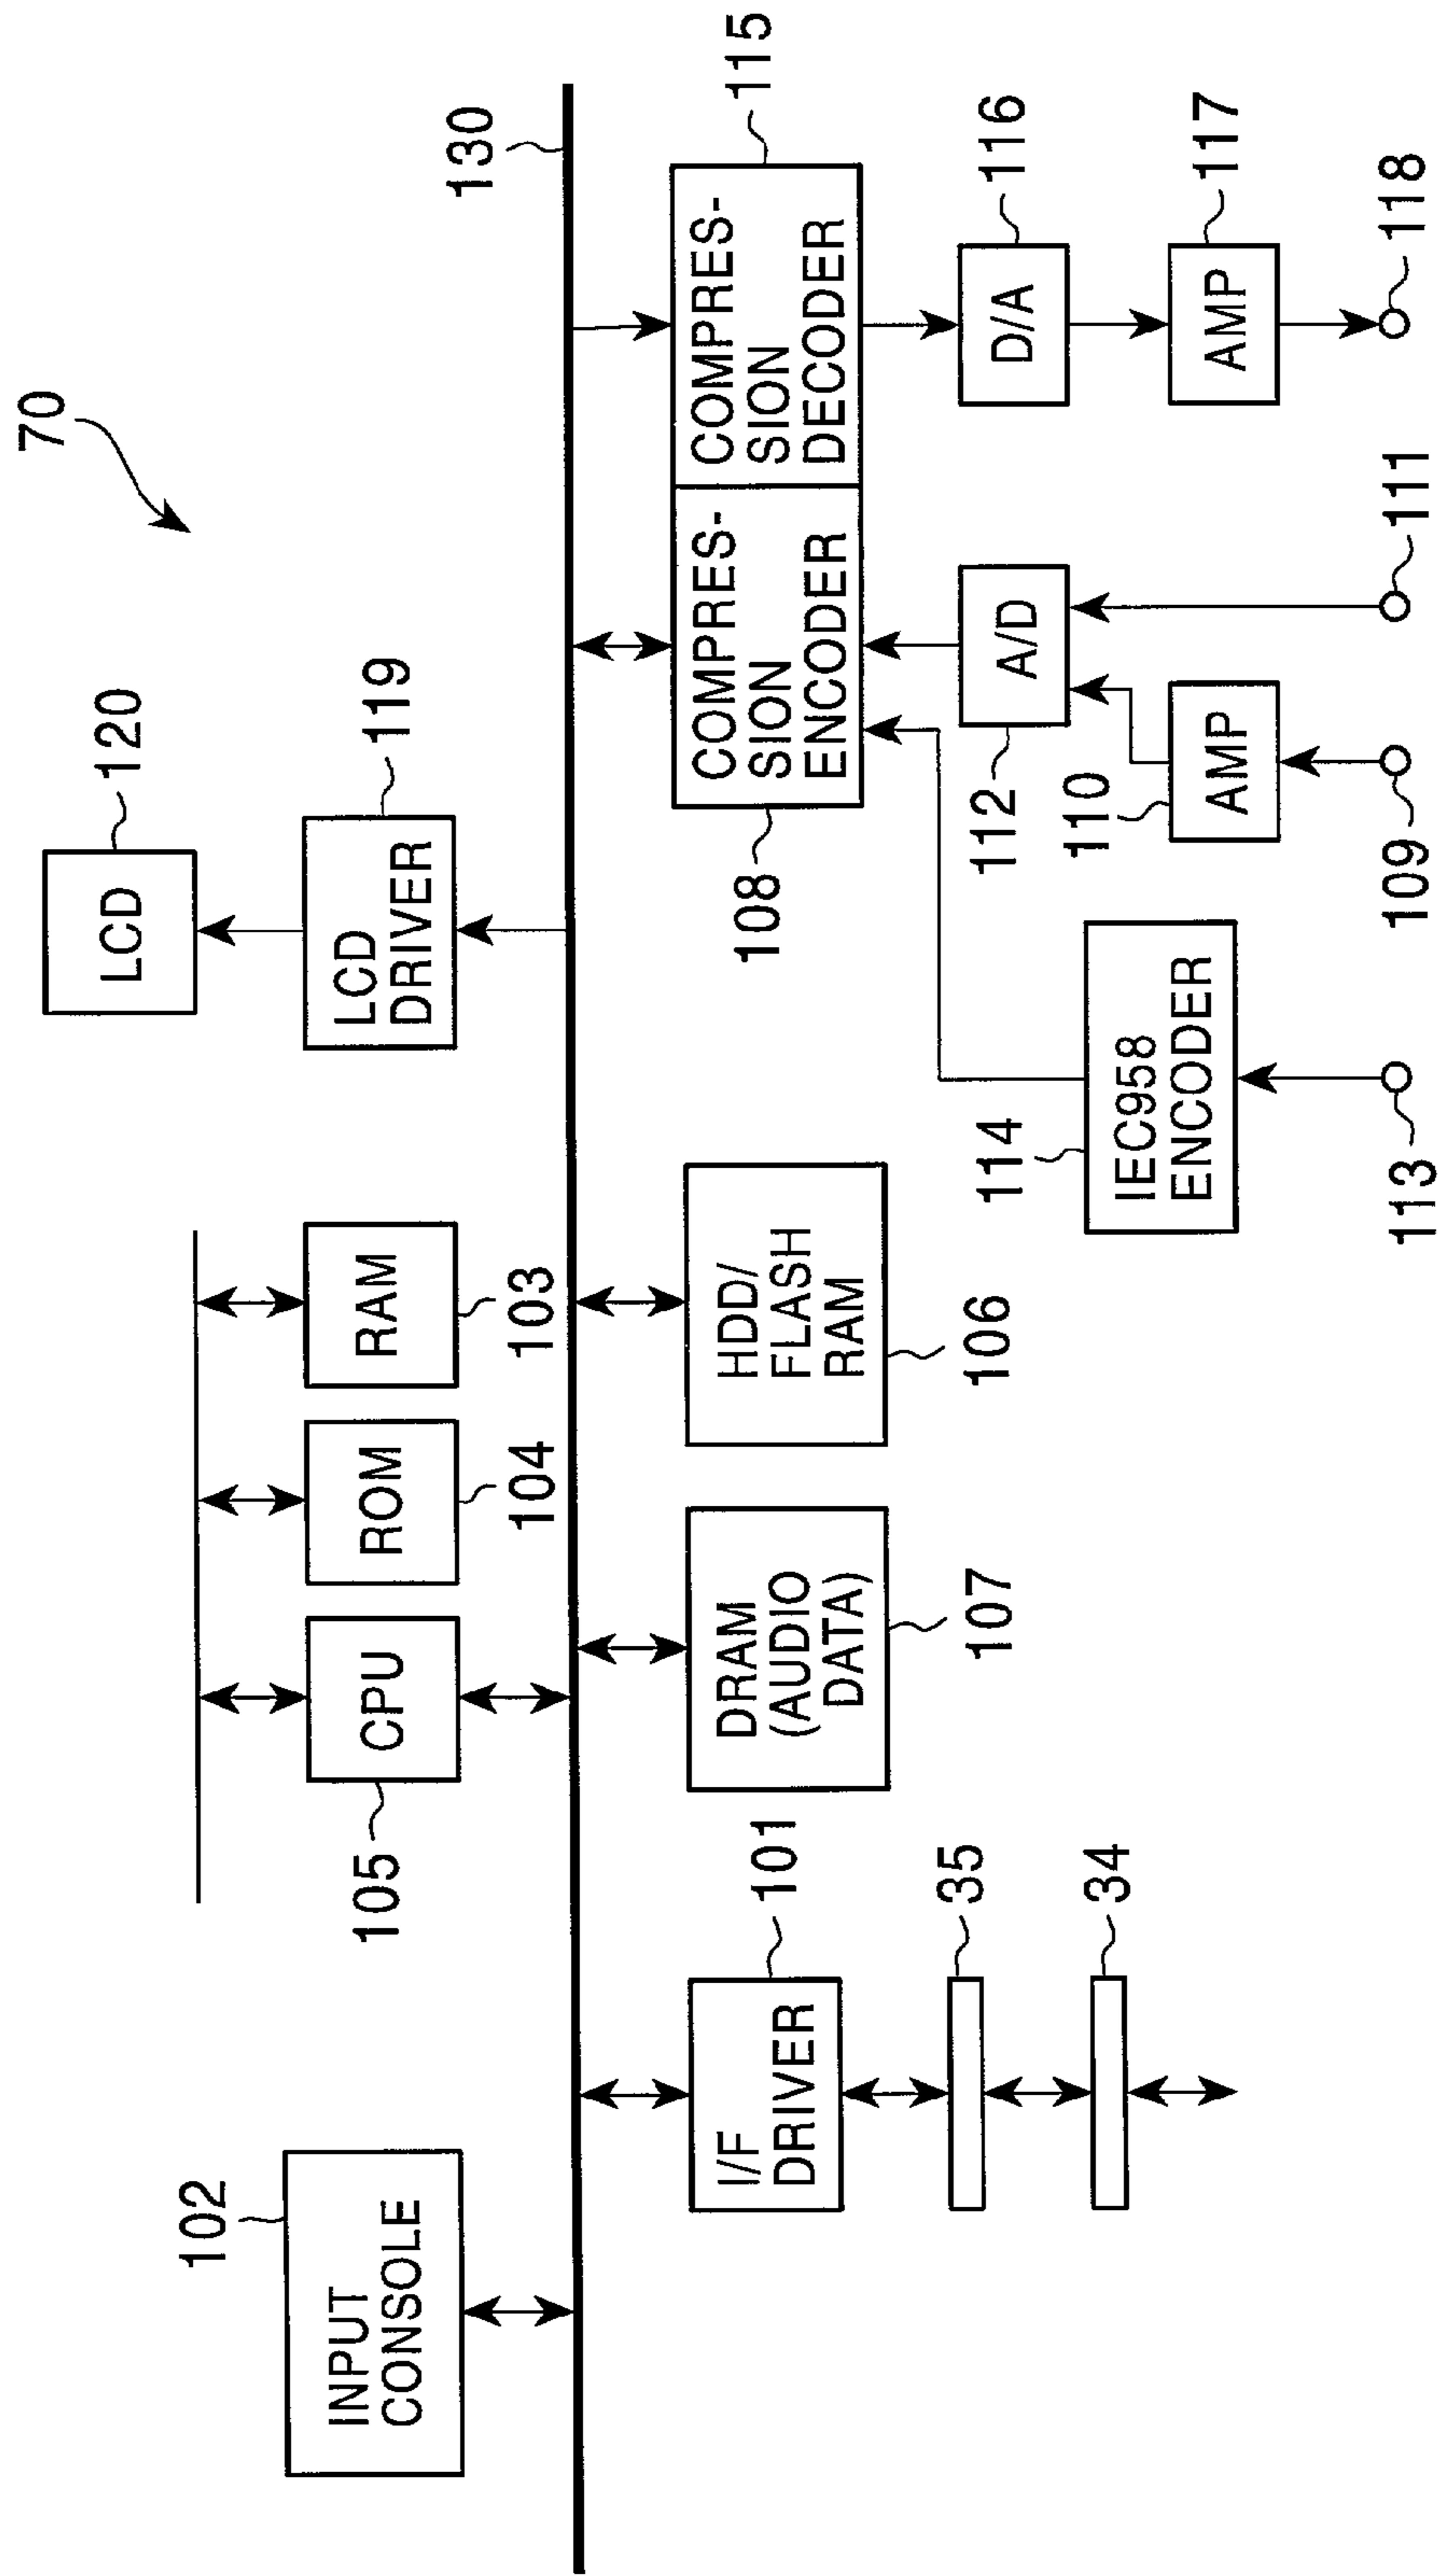 70
120
LCD
119
LCD
DRIVER
130
RAM
103
ROM
104
CPU
105
102
INPUT
CONSOLE
I/F
DRIVER
101
35
34
DRAM
(AUDIO
DATA)
107
HDD/
FLASH
RAM
106
COMPRES-
SION
ENCODER
108
COMPRES-
SION
DECODER
115
IEC958
ENCODER
114
113
A/D
112
AMP
110
109
111
D/A
116
AMP
117
118